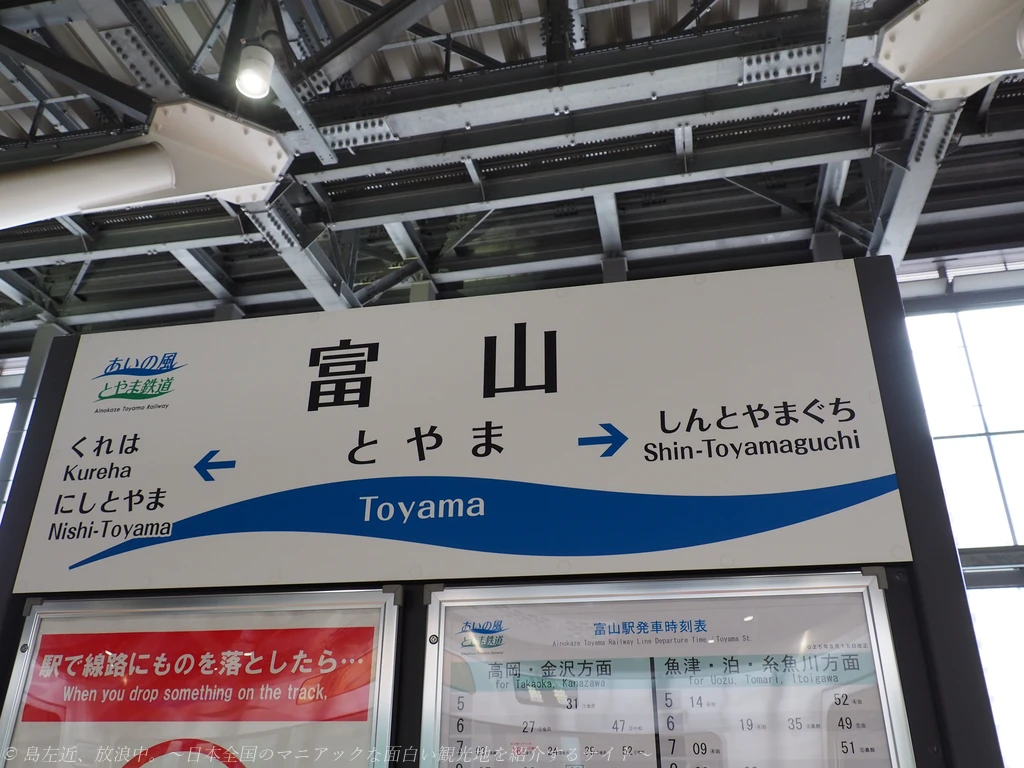 あいの風
とやま鉄道
Ainokaze Toyama Railway
富山
とやま
Toyama
くれは
Kureha
にしとやま
Nishi-Toyama
しんとやまぐち
Shin-Toyamaguchi
駅で線路にものを落としたら…
When you drop something on the track,
あいの風
とやま鉄道
富山駅発車時刻表
Ainokaze Toyama Railway Line Departure Time - Toyama St.
高岡・金沢方面
for Takaoka, Kanazawa
魚津・泊・糸魚川方面
for Uozu, Tomari, Itoigawa
5 31
6 27 47
24 52
5 14 52
6 19 35 49
7 09 51
© 島左近、放浪中。～日本全国のマニアックな面白い観光地を紹介するサイト～